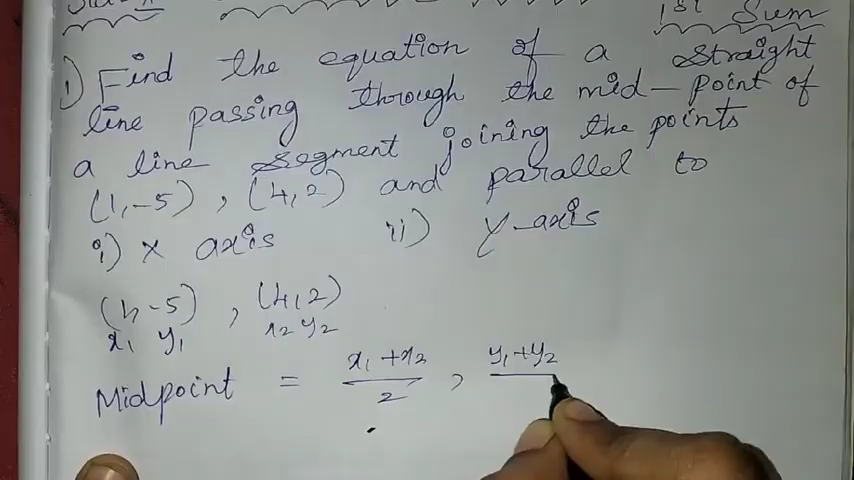 1st Sum
1) Find the equation of a straight
line passing through the mid-point of
a line segment joining the points
(1,-5), (4,2) and parallel to
i) X axis ii) Y-axis
(1,-5), (4,2)
x1 y1 x2 y2
Midpoint = x1+x2/2, y1+y2